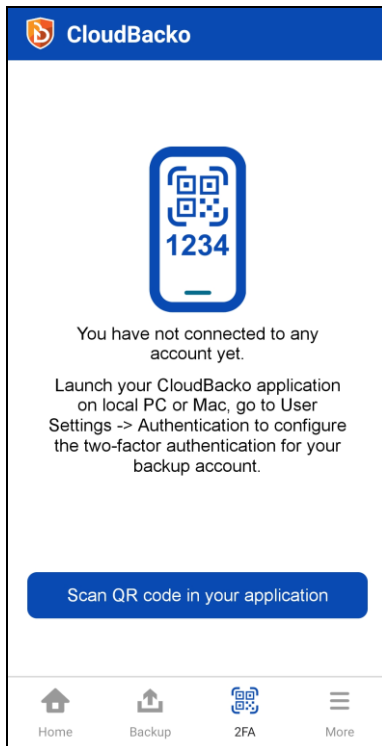 CloudBacko
1234
You have not connected to any
account yet.
Launch your CloudBacko application
on local PC or Mac, go to User
Settings -> Authentication to configure
the two-factor authentication for your
backup account.
Scan QR code in your application
Home Backup 2FA More